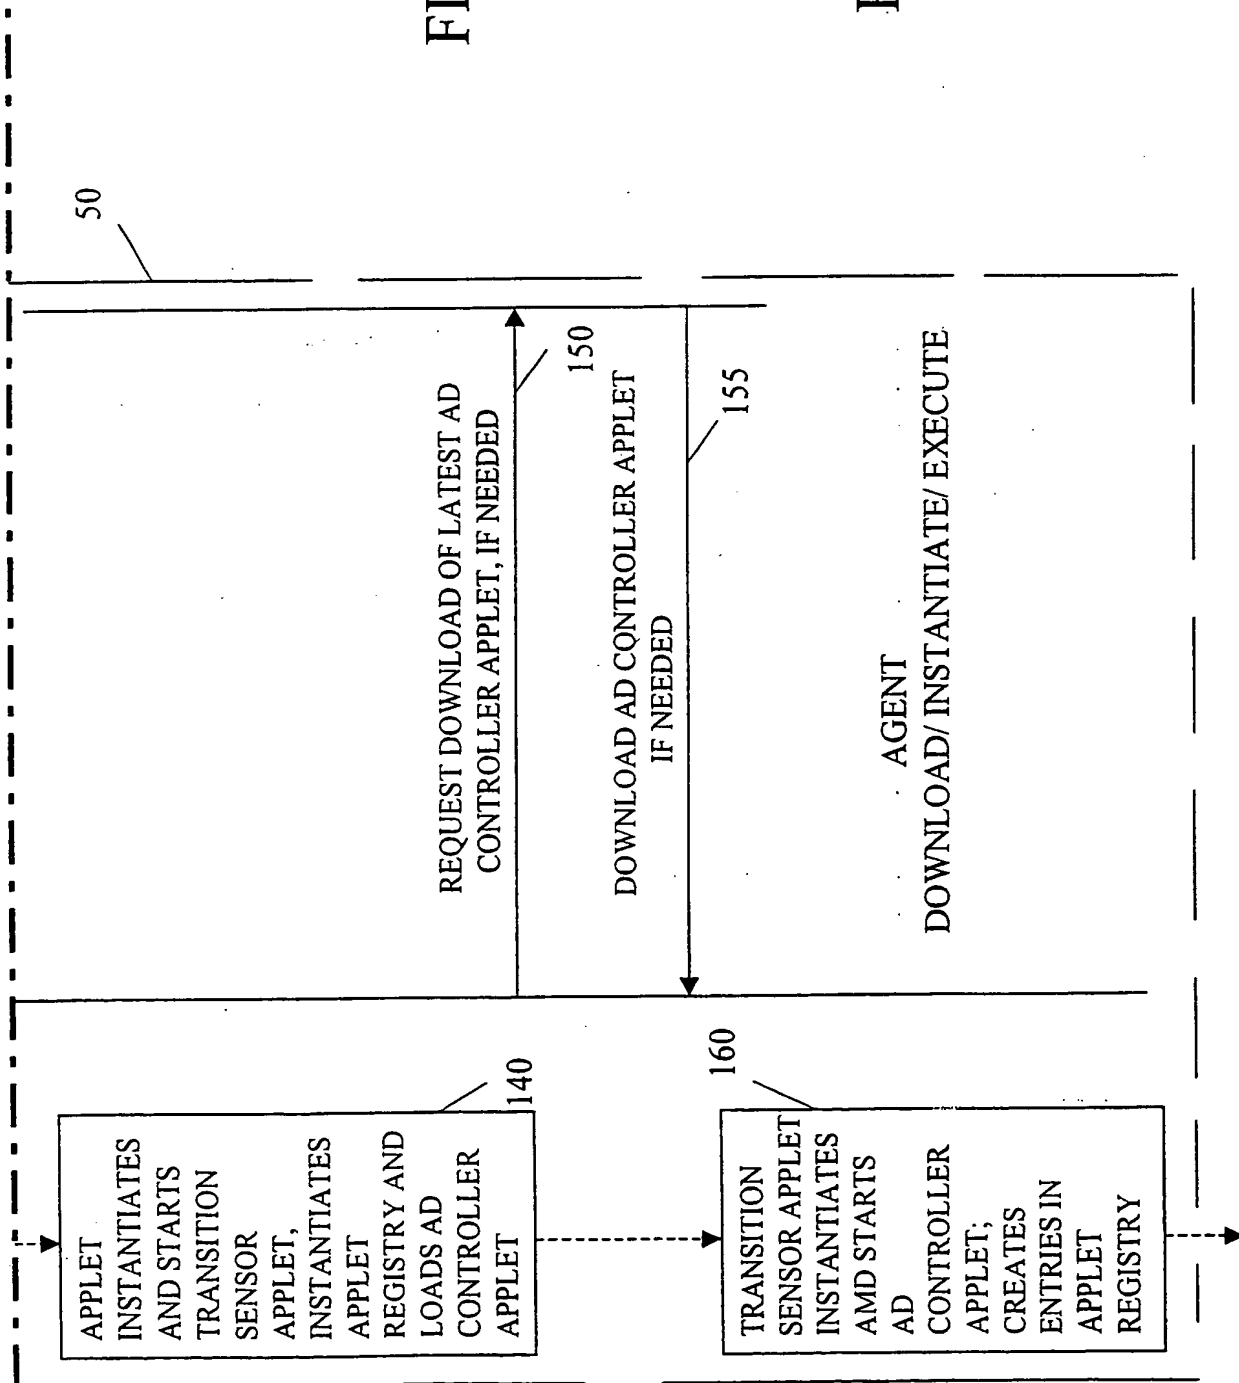 APPLET
INSTANTIATES
AND STARTS
TRANSITION
SENSOR
APPLET,
INSTANTIATES
APPLET
REGISTRY AND
LOADS AD
CONTROLLER
APPLET
140
REQUEST DOWNLOAD OF LATEST AD
CONTROLLER APPLET, IF NEEDED
150
50
DOWNLOAD AD CONTROLLER APPLET
IF NEEDED
155
TRANSITION
SENSOR APPLET
INSTANTIATES
AMD STARTS
AD
CONTROLLER
APPLET;
CREATES
ENTRIES IN
APPLET
REGISTRY
160
AGENT
DOWNLOAD/ INSTANTIATE/ EXECUTE